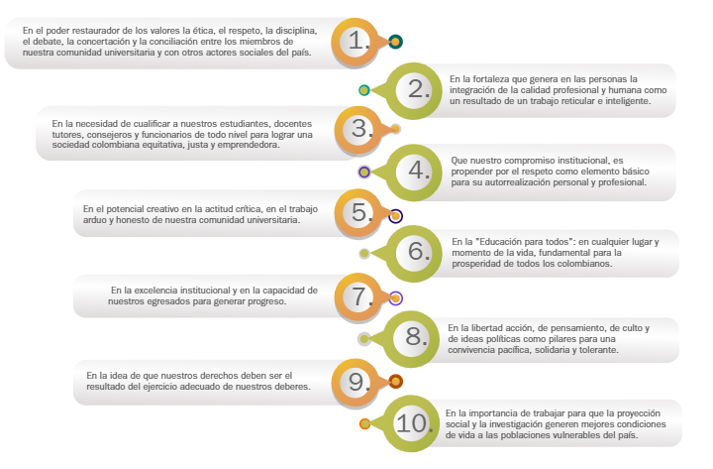 En el poder restaurador de los valores la ética, el respeto, la disciplina,
el debate, la concertación y la conciliación entre los miembros de
nuestra comunidad universitaria y con otros actores sociales del país.
1.
2.
En la fortaleza que genera en las personas la
integración de la calidad profesional y humana como
un resultado de un trabajo reticular e inteligente.
En la necesidad de cualificar a nuestros estudiantes, docentes
tutores, consejeros y funcionarios de todo nivel para lograr una
sociedad colombiana equitativa, justa y emprendedora.
3.
4.
Que nuestro compromiso institucional, es
propender por el respeto como elemento básico
para su autorrealización personal y profesional.
En el potencial creativo en la actitud crítica, en el trabajo
arduo y honesto de nuestra comunidad universitaria.
5.
6.
En la "Educación para todos": en cualquier lugar y
momento de la vida, fundamental para la
prosperidad de todos los colombianos.
En la excelencia institucional y en la capacidad de
nuestros egresados para generar progreso.
7.
8.
En la libertad acción, de pensamiento, de culto y
de ideas políticas como pilares para una
convivencia pacífica, solidaria y tolerante.
En la idea de que nuestros derechos deben ser el
resultado del ejercicio adecuado de nuestros deberes.
9.
10.
En la importancia de trabajar para que la proyección
social y la investigación generen mejores condiciones
de vida a las poblaciones vulnerables del país.